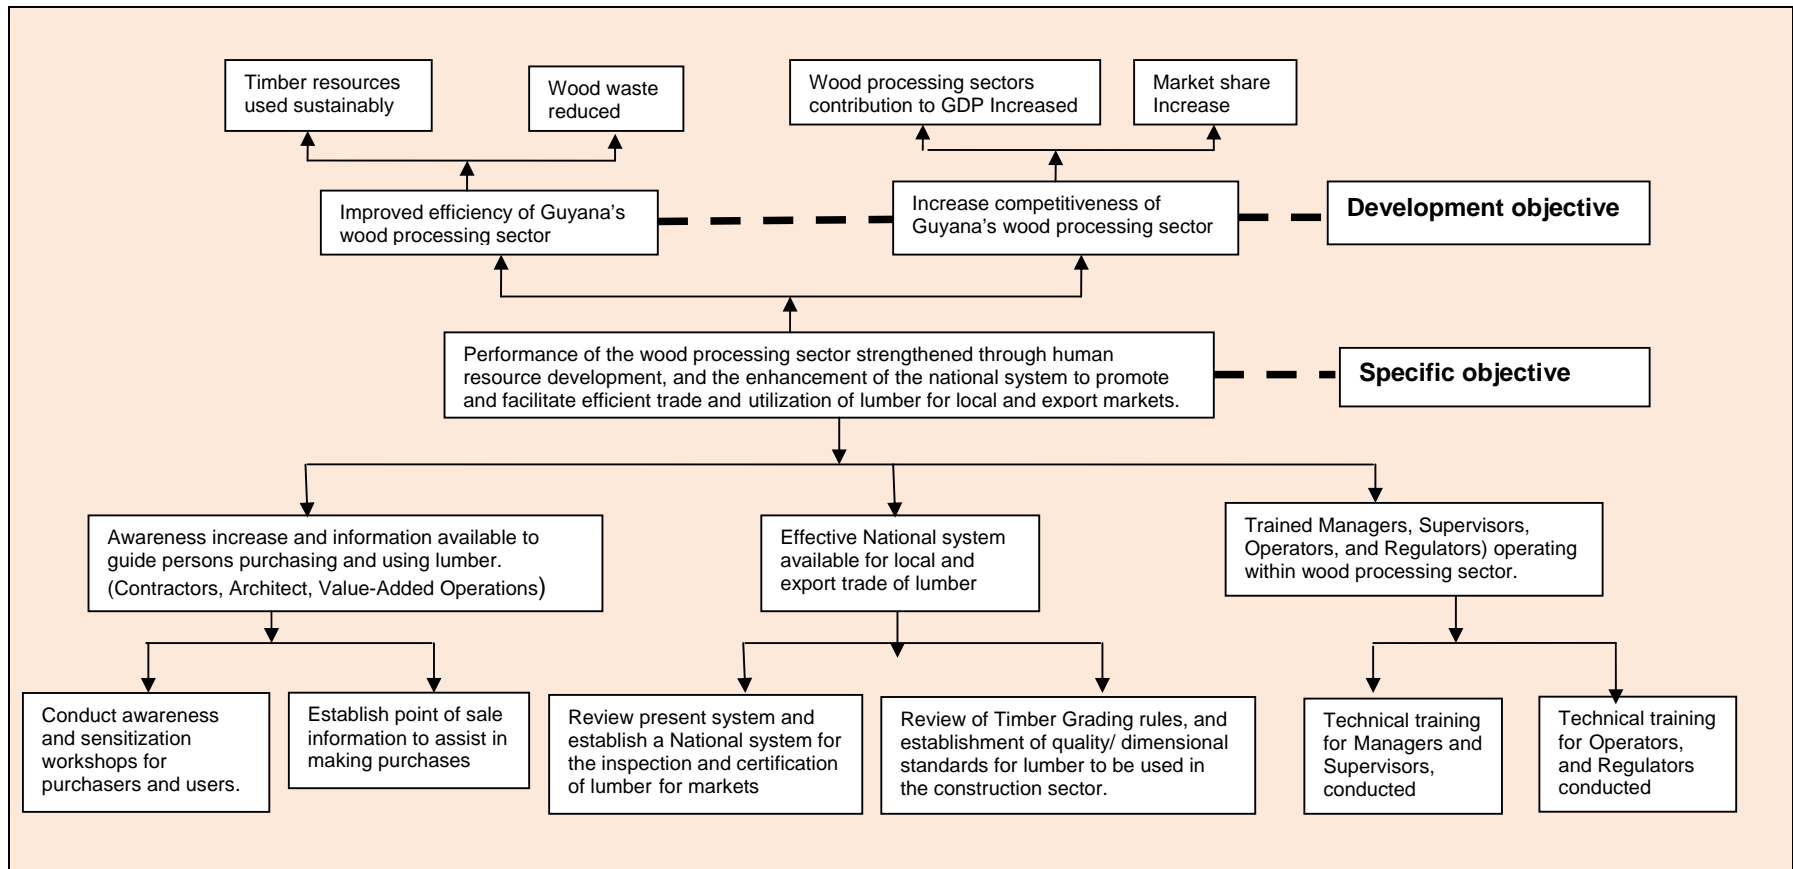 Timber resources
used sustainably
Wood waste
reduced
Wood processing sectors
contribution to GDP Increased
Market share
Increase
Improved efficiency of Guyana’s
wood processing sector
Increase competitiveness of
Guyana’s wood processing sector
Development objective
Performance of the wood processing sector strengthened through human
resource development, and the enhancement of the national system to promote
and facilitate efficient trade and utilization of lumber for local and export markets.
Specific objective
Awareness increase and information available to
guide persons purchasing and using lumber.
(Contractors, Architect, Value-Added Operations)
Effective National system
available for local and
export trade of lumber
Trained Managers, Supervisors,
Operators, and Regulators) operating
within wood processing sector.
Conduct awareness
and sensitization
workshops for
purchasers and users.
Establish point of sale
information to assist in
making purchases
Review present system and
establish a National system for
the inspection and certification
of lumber for markets
Review of Timber Grading rules, and
establishment of quality/ dimensional
standards for lumber to be used in
the construction sector.
Technical training
for Managers and
Supervisors,
conducted
Technical training
for Operators,
and Regulators
conducted